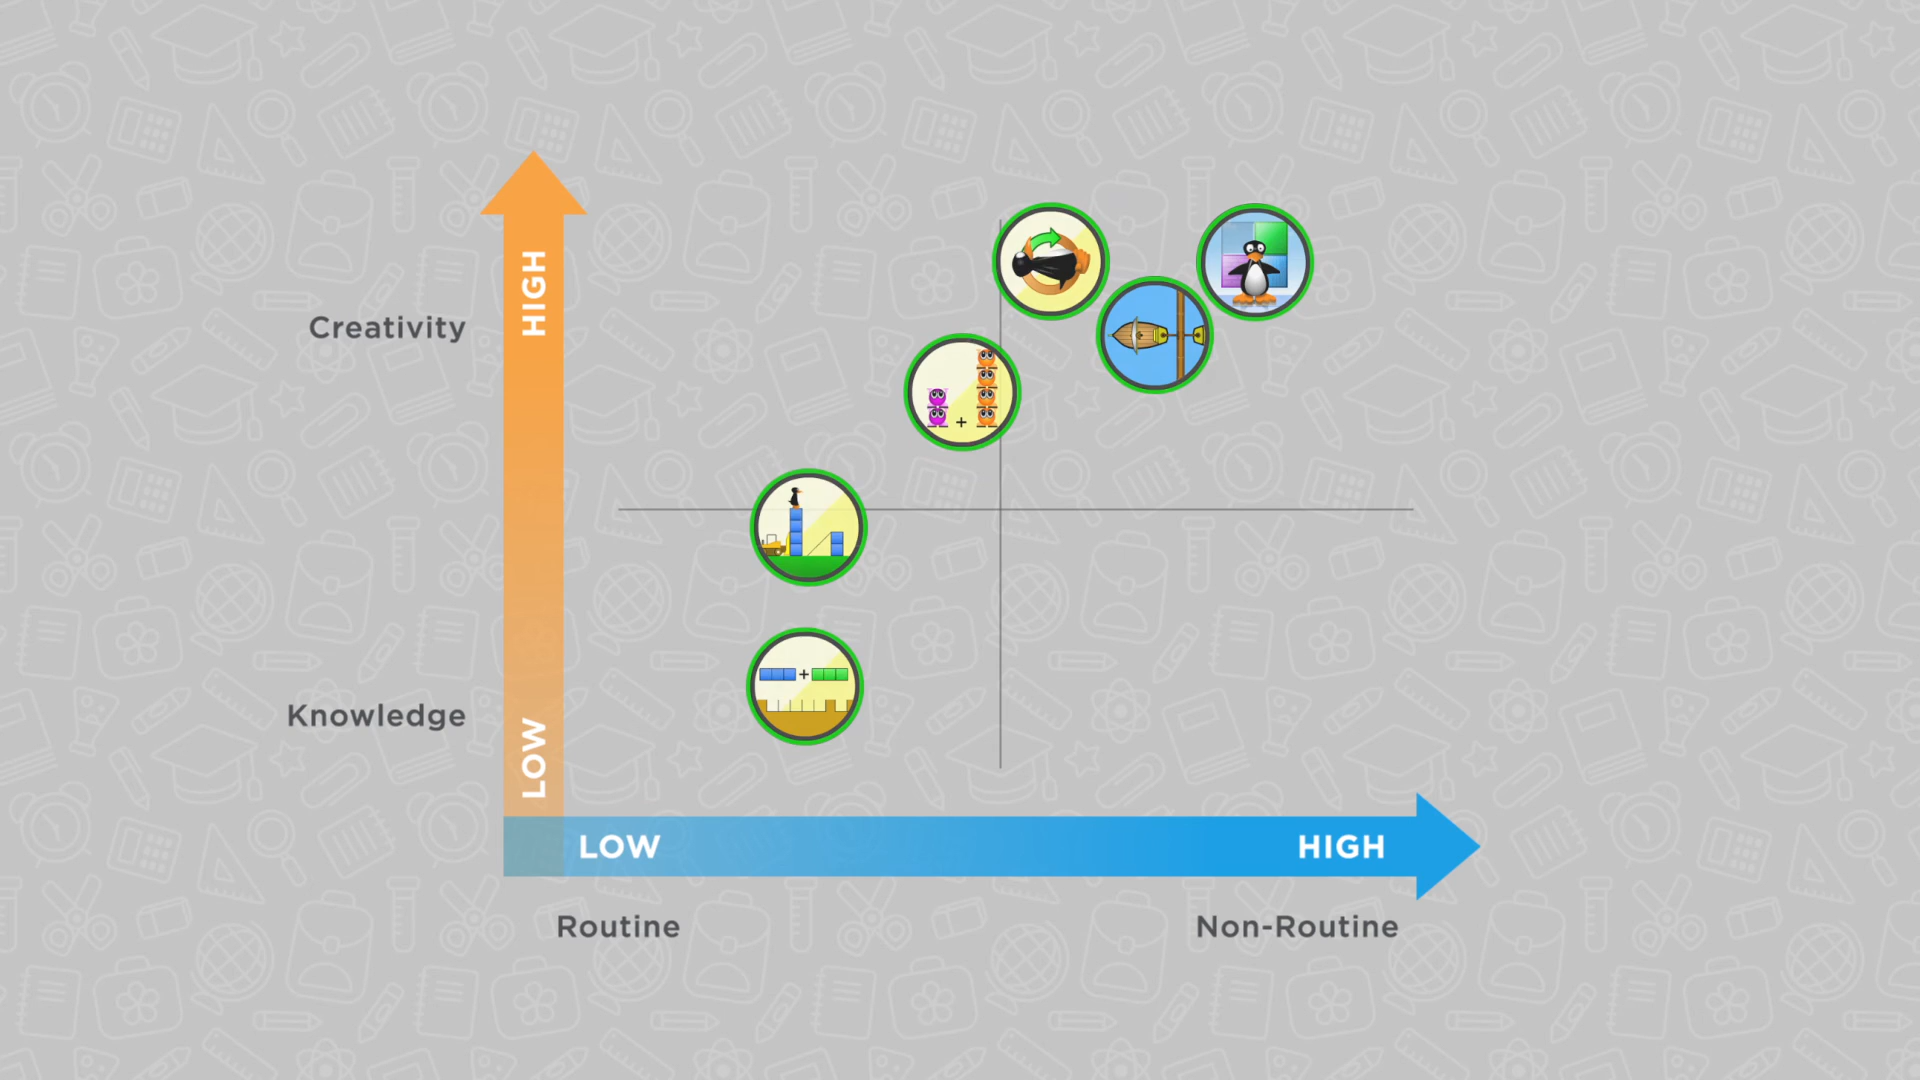 HIGH
Creativity
+
+
Knowledge
LOW
LOW
HIGH
Routine
Non-Routine